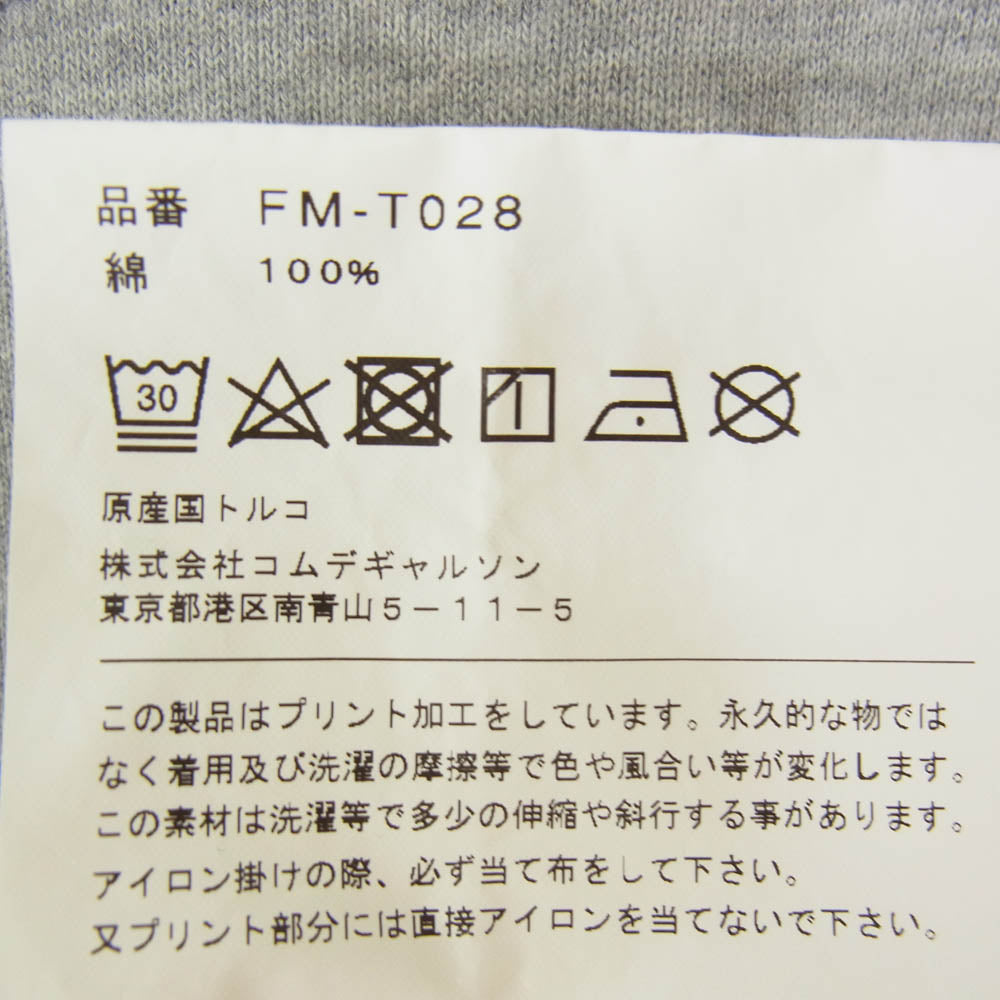 品番 FM-T028
綿 100%
30
原産国トルコ
株式会社コムデギャルソン
東京都港区南青山5-11-5
この製品はプリント加工をしています。永久的な物では
なく着用及び洗濯の摩擦等で色や風合い等が変化します。
この素材は洗濯等で多少の伸縮や斜行する事があります。
アイロン掛けの際、必ず当て布をして下さい。
又プリント部分には直接アイロンを当てないで下さい。